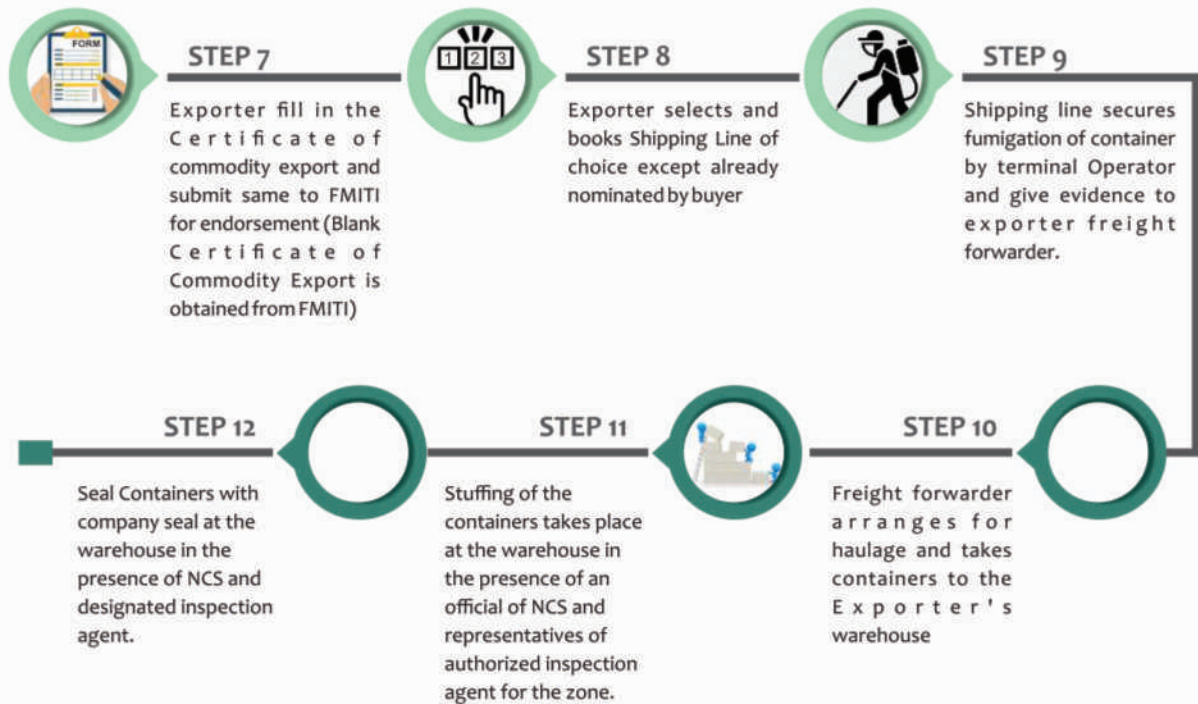 FORM
STEP 7
Exporter fill in the
Certificate of
commodity export and
submit same to FMITI
for endorsement (Blank
Certificate of
Commodity Export is
obtained from FMITI)
1 2 3
STEP 8
Exporter selects and
books Shipping Line of
choice except already
nominated by buyer
STEP 9
Shipping line secures
fumigation of container
by terminal Operator
and give evidence to
exporter freight
forwarder.
STEP 10
Freight forwarder
arranges for
haulage and takes
containers to the
Exporter's
warehouse
STEP 11
Stuffing of the
containers takes place
at the warehouse in
the presence of an
official of NCS and
representatives of
authorized inspection
agent for the zone.
STEP 12
Seal Containers with
company seal at the
warehouse in the
presence of NCS and
designated inspection
agent.